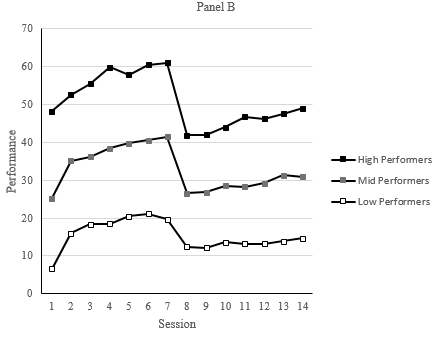 Panel B
70
60
50
40
30
20
10
0
Performance
1 2 3 4 5 6 7 8 9 10 11 12 13 14
Session
High Performers
Mid Performers
Low Performers